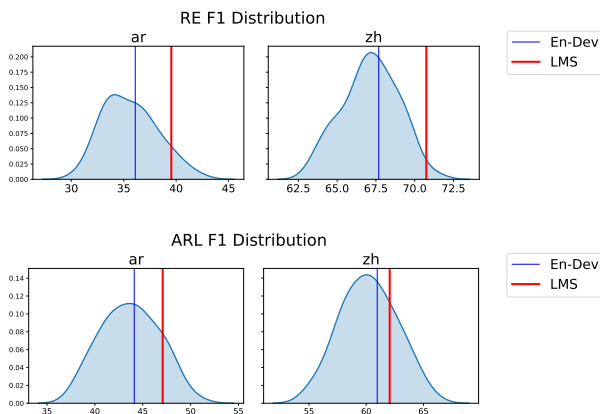 RE F1 Distribution
ar
zh
En-Dev
LMS
0.200
0.175
0.150
0.125
0.100
0.075
0.050
0.025
0.000
30 35 40 45
62.5 65.0 67.5 70.0 72.5
ARL F1 Distribution
ar
zh
En-Dev
LMS
0.14
0.12
0.10
0.08
0.06
0.04
0.02
0.00
35 40 45 50 55
55 60 65